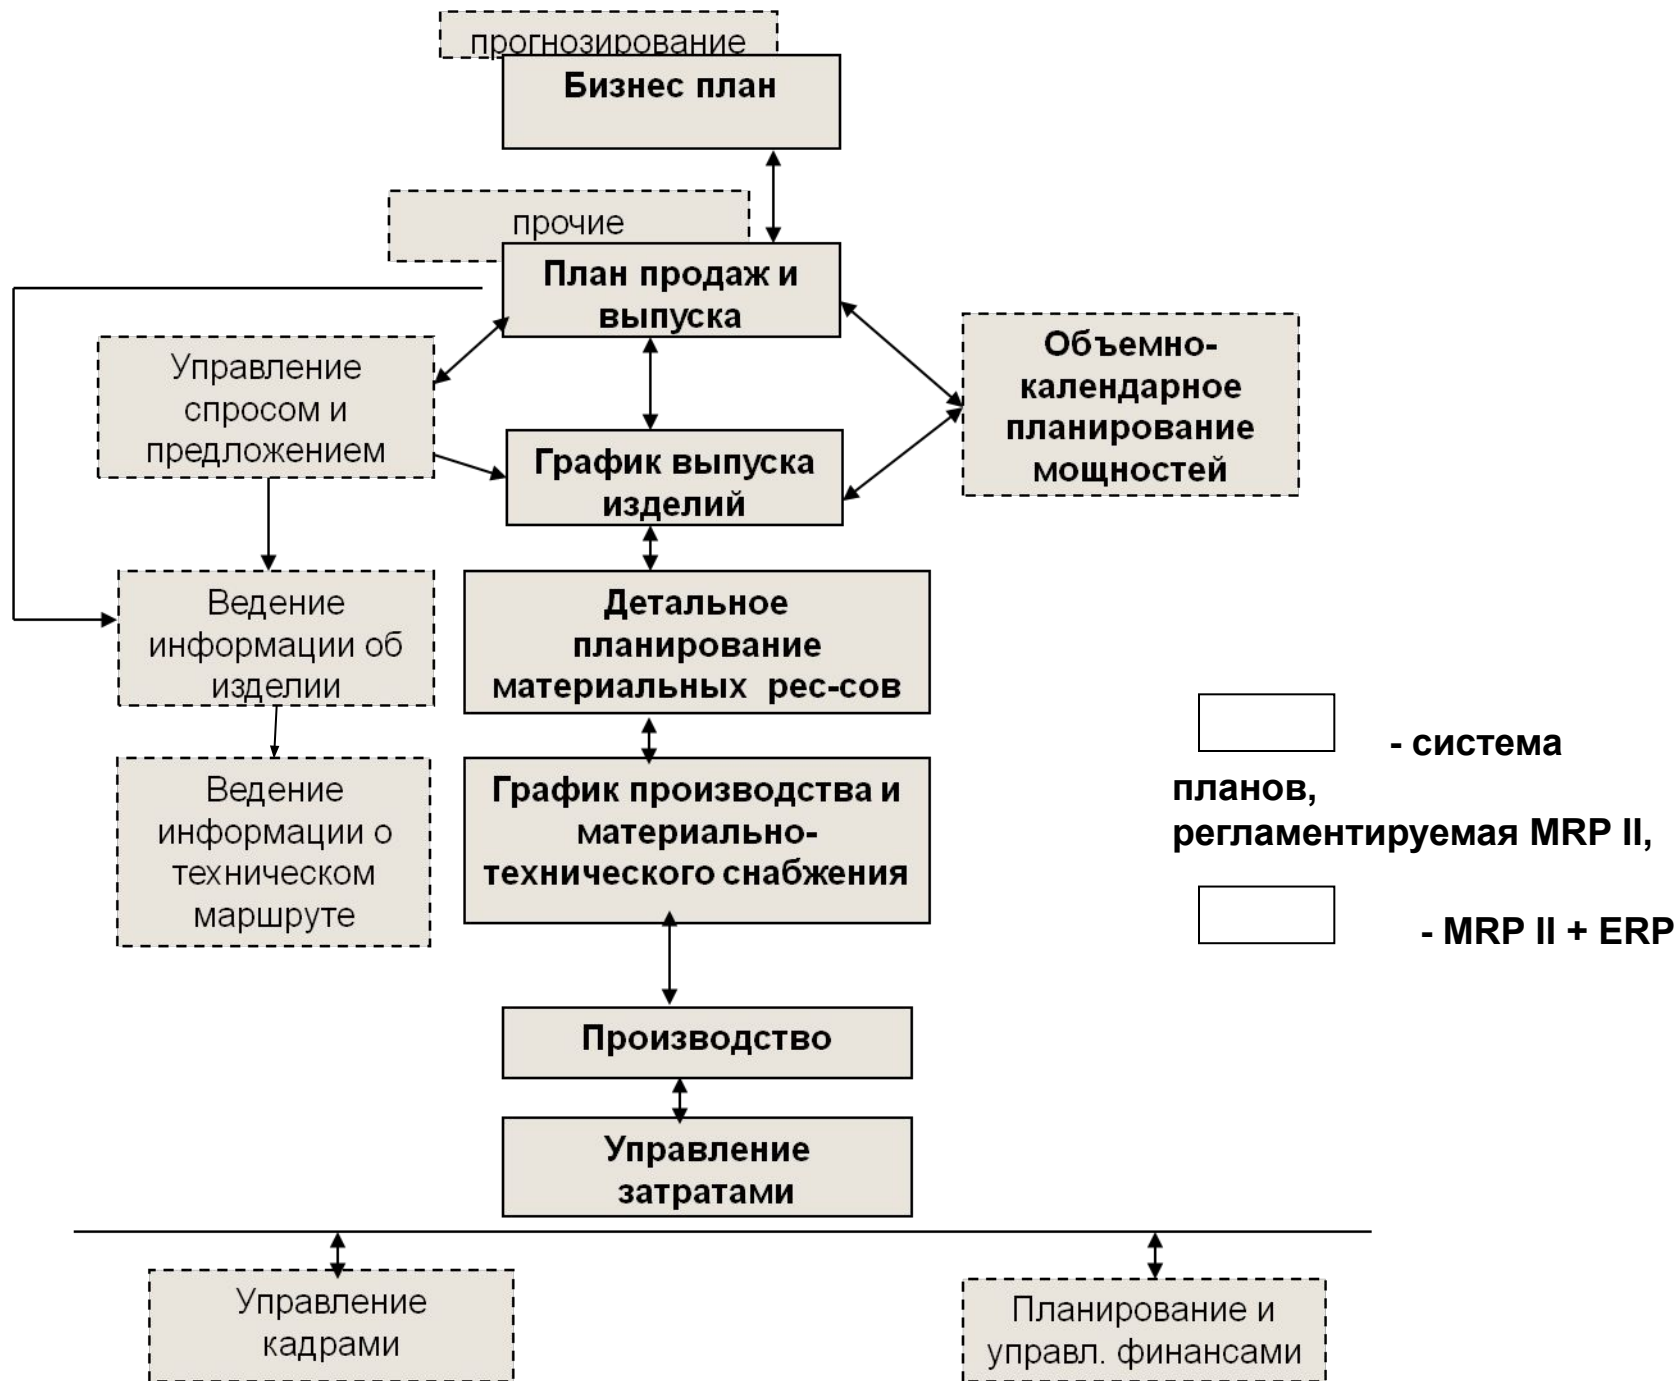 прогнозирование
Бизнес план
прочие
План продаж и
выпуска
Управление
спросом и
предложением
Объемно-
календарное
планирование
мощностей
График выпуска
изделий
Ведение
информации об
изделии
Детальное
планирование
материальных рес-сов
Ведение
информации о
техническом
маршруте
График производства и
материально-
технического снабжения
- система
планов,
регламентируемая MRP II,
- MRP II + ERP
Производство
Управление
затратами
Управление
кадрами
Планирование и
управл. финансами